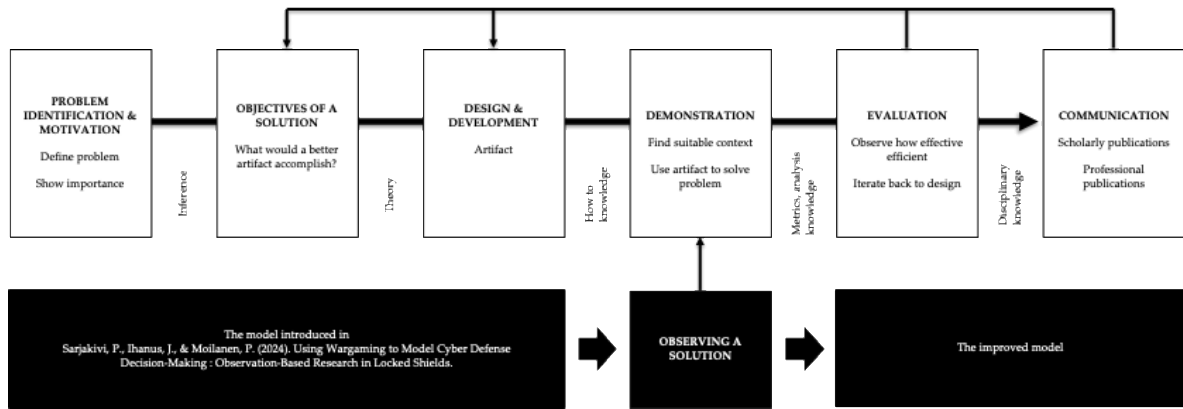 PROBLEM
IDENTIFICATION &
MOTIVATION
Define problem
Show importance
Inference
OBJECTIVES OF A
SOLUTION
What would a better
artifact accomplish?
Theory
DESIGN &
DEVELOPMENT
Artifact
How to
knowledge
DEMONSTRATION
Find suitable context
Use artifact to solve
problem
Metrics, analysis
knowledge
EVALUATION
Observe how effective
efficient
Iterate back to design
Disciplinary
knowledge
COMMUNICATION
Scholarly publications
Professional
publications
The model introduced in
Sarjakivi, P., Ihanus, J., & Moilanen, P. (2024). Using Wargaming to Model Cyber Defense
Decision-Making : Observation-Based Research in Locked Shields.
OBSERVING A
SOLUTION
The improved model